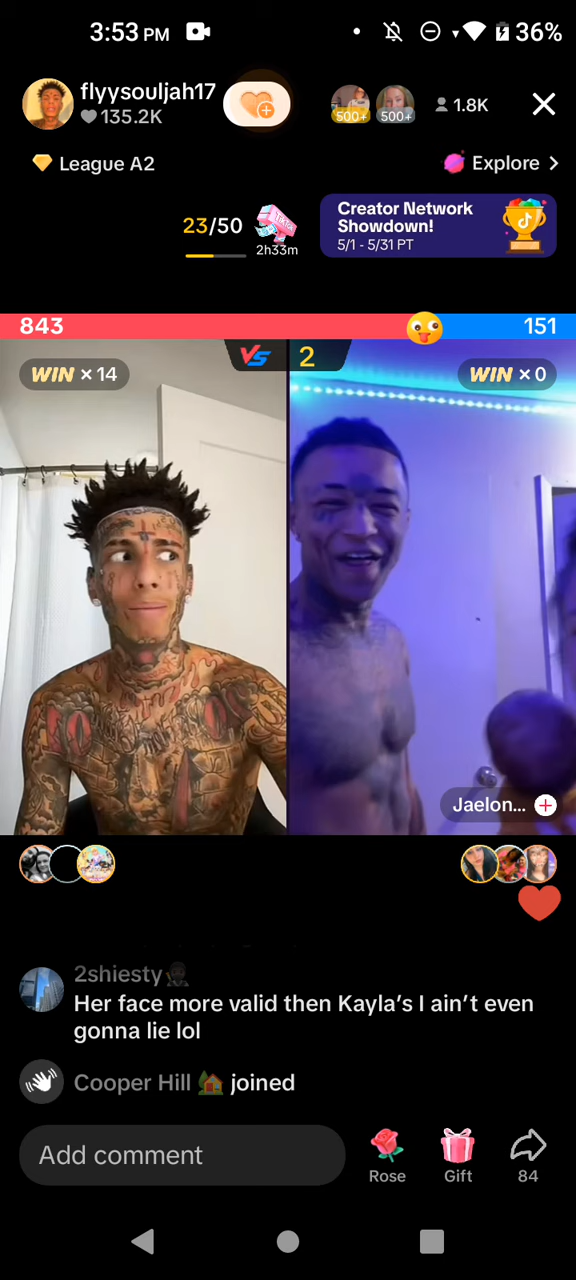 3:53 PM
36%
flyysouljah17
135.2K
500+
500+
1.8K
League A2
Explore
23/50
TikTok
2h33m
Creator Network
Showdown!
5/1 - 5/31 PT
843
151
VS
2
WIN × 14
WIN × 0
Jaelon...
2shiesty
Her face more valid then Kayla’s I ain’t even
gonna lie lol
Cooper Hill joined
Add comment
Rose
Gift
84